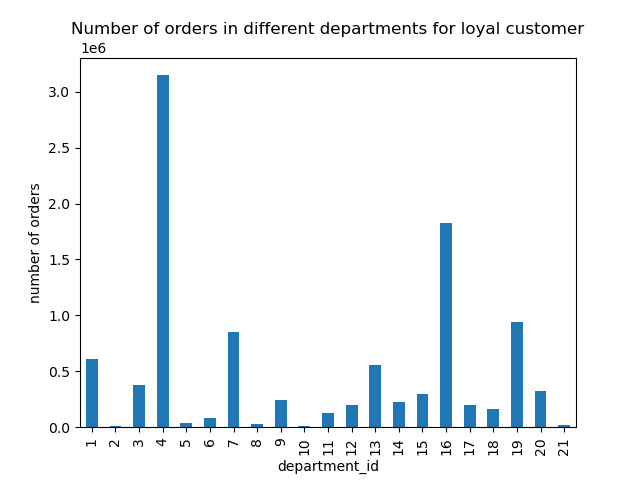 Number of orders in different departments for loyal customer
1e6
3.0
2.5
2.0
1.5
1.0
0.5
0.0
number of orders
1 2 3 4 5 6 7 8 9 10 11 12 13 14 15 16 17 18 19 20 21
department_id